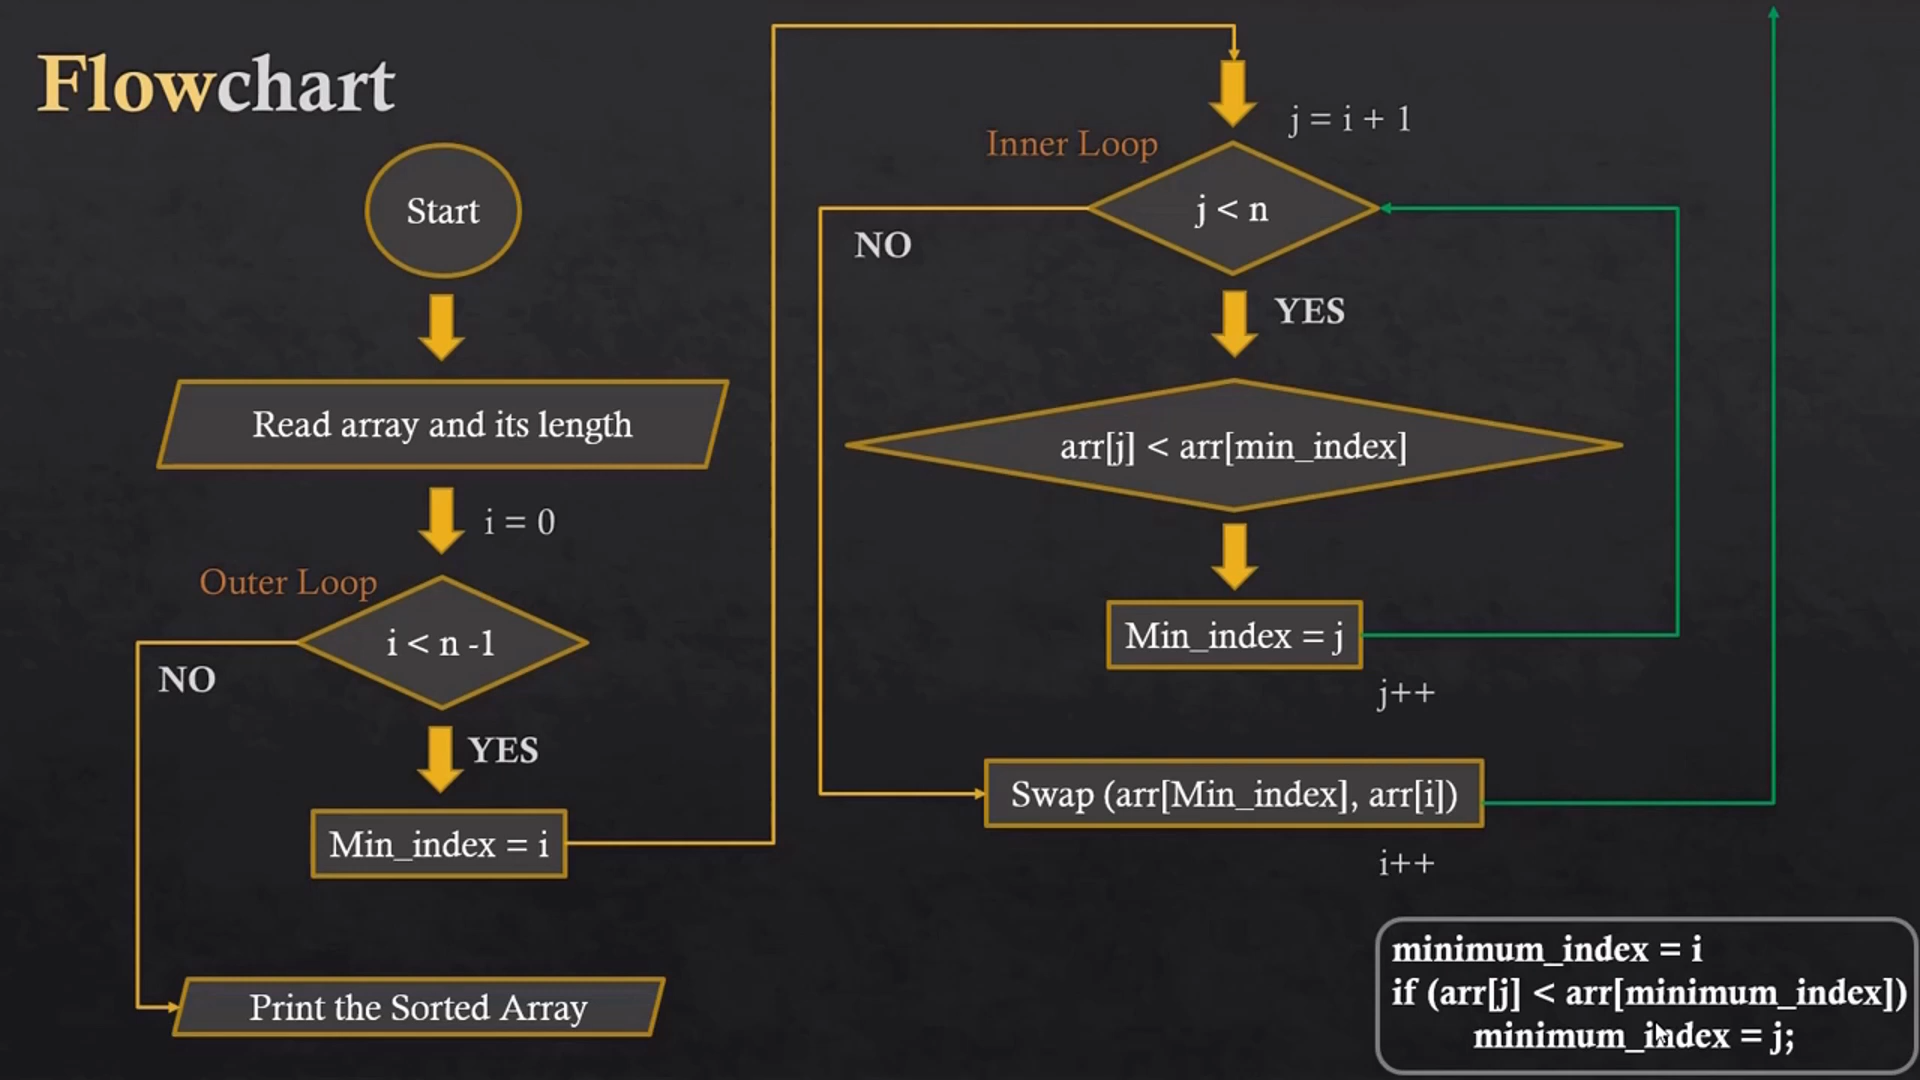 Flowchart
Start
Read array and its length
i = 0
Outer Loop
i < n -1
NO
YES
Min_index = i
Print the Sorted Array
j = i + 1
Inner Loop
j < n
NO
YES
arr[j] < arr[min_index]
Min_index = j
j++
Swap (arr[Min_index], arr[i])
i++
minimum_index = i
if (arr[j] < arr[minimum_index])
minimum_index = j;